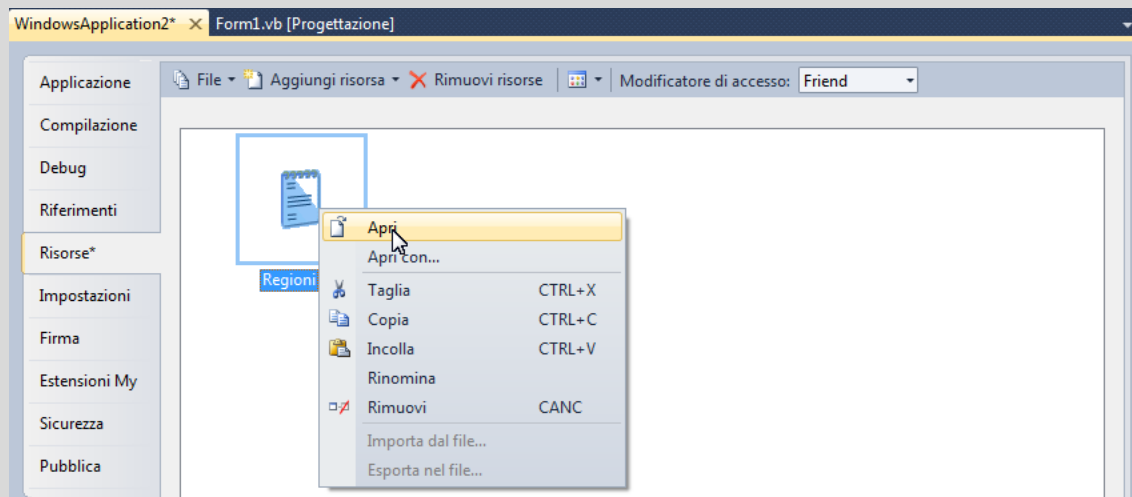 WindowsApplication2* Form1.vb [Progettazione]
File Aggiungi risorsa Rimuovi risorse Modificatore di accesso: Friend
Applicazione
Compilazione
Debug
Riferimenti
Risorse*
Impostazioni
Firma
Estensioni My
Sicurezza
Pubblica
Regioni
Apri
Apri con...
Taglia CTRL+X
Copia CTRL+C
Incolla CTRL+V
Rinomina
Rimuovi CANC
Importa dal file...
Esporta nel file...